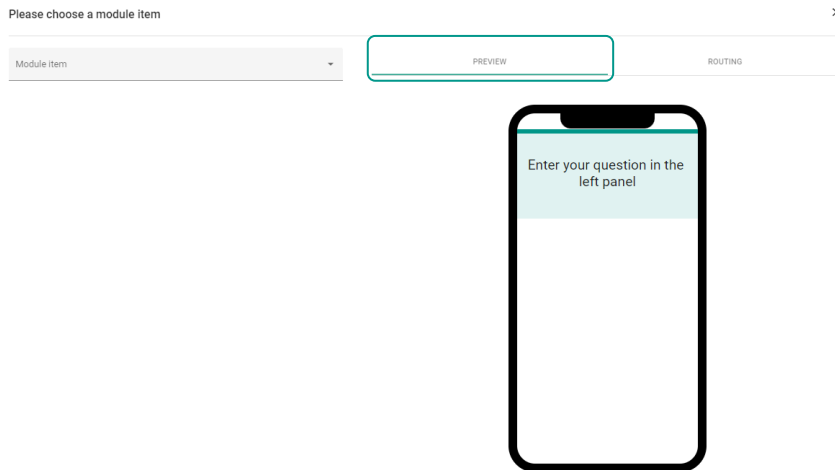 Please choose a module item
Module item
PREVIEW
ROUTING
Enter your question in the
left panel